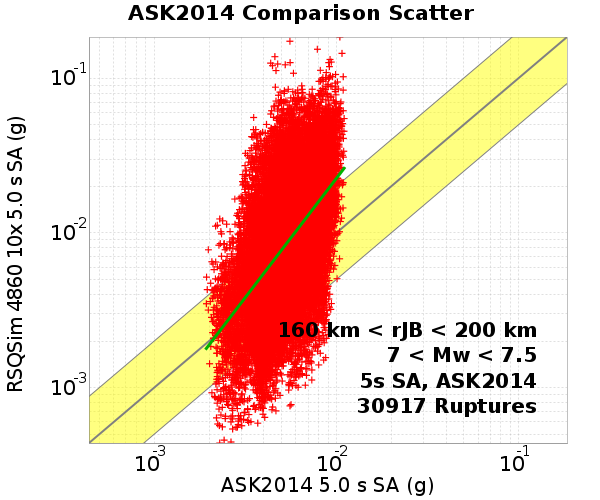 ASK2014 Comparison Scatter
RSQSim 4860 10x 5.0 s SA (g)
10-1
10-2
10-3
160 km < rJB < 200 km
7 < Mw < 7.5
5s SA, ASK2014
30917 Ruptures
10-3 10-2 10-1
ASK2014 5.0 s SA (g)